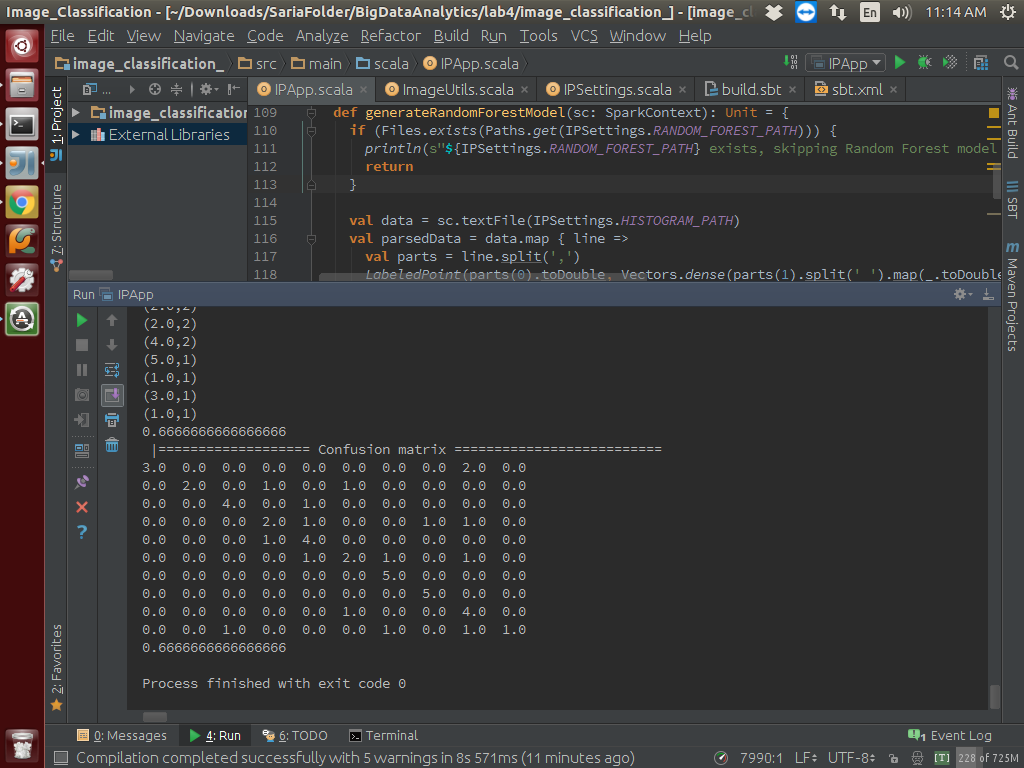 Image_Classification - [~/Downloads/SariaFolder/BigDataAnalytics/lab4/image_classification_] - [image_c
En 11:14 AM
File Edit View Navigate Code Analyze Refactor Build Run Tools VCS Window Help
image_classification_ src main scala IPApp.scala IPApp
1: Project
Z: Structure
2: Favorites
Ant Build
SBT
Maven Projects
IPApp.scala ImageUtils.scala IPSettings.scala build.sbt sbt.xml
image_classification
External Libraries
109 def generateRandomForestModel(sc: SparkContext): Unit = {
110 if (Files.exists(Paths.get(IPSettings.RANDOM_FOREST_PATH))) {
111 println(s"${IPSettings.RANDOM_FOREST_PATH} exists, skipping Random Forest model
112 return
113 }
114
115 val data = sc.textFile(IPSettings.HISTOGRAM_PATH)
116 val parsedData = data.map { line =>
117 val parts = line.split(',')
118 LabeledPoint(parts(0).toDouble, Vectors.dense(parts(1).split(' ').map(_.toDouble
Run IPApp
(2.0,2)
(2.0,2)
(4.0,2)
(5.0,1)
(1.0,1)
(3.0,1)
(1.0,1)
0.6666666666666666
|=================== Confusion matrix ==========================
3.0 0.0 0.0 0.0 0.0 0.0 0.0 0.0 2.0 0.0
0.0 2.0 0.0 1.0 0.0 1.0 0.0 0.0 0.0 0.0
0.0 0.0 4.0 0.0 1.0 0.0 0.0 0.0 0.0 0.0
0.0 0.0 0.0 2.0 1.0 0.0 0.0 1.0 1.0 0.0
0.0 0.0 0.0 1.0 4.0 0.0 0.0 0.0 0.0 0.0
0.0 0.0 0.0 0.0 1.0 2.0 1.0 0.0 1.0 0.0
0.0 0.0 0.0 0.0 0.0 0.0 5.0 0.0 0.0 0.0
0.0 0.0 0.0 0.0 0.0 0.0 0.0 5.0 0.0 0.0
0.0 0.0 0.0 0.0 0.0 1.0 0.0 0.0 4.0 0.0
0.0 0.0 1.0 0.0 0.0 0.0 1.0 0.0 1.0 1.0
0.6666666666666666
Process finished with exit code 0
0: Messages 4: Run 6: TODO Terminal 1 Event Log
Compilation completed successfully with 5 warnings in 8s 571ms (11 minutes ago) 7990:1 LF UTF-8 [T] 228 of 725M